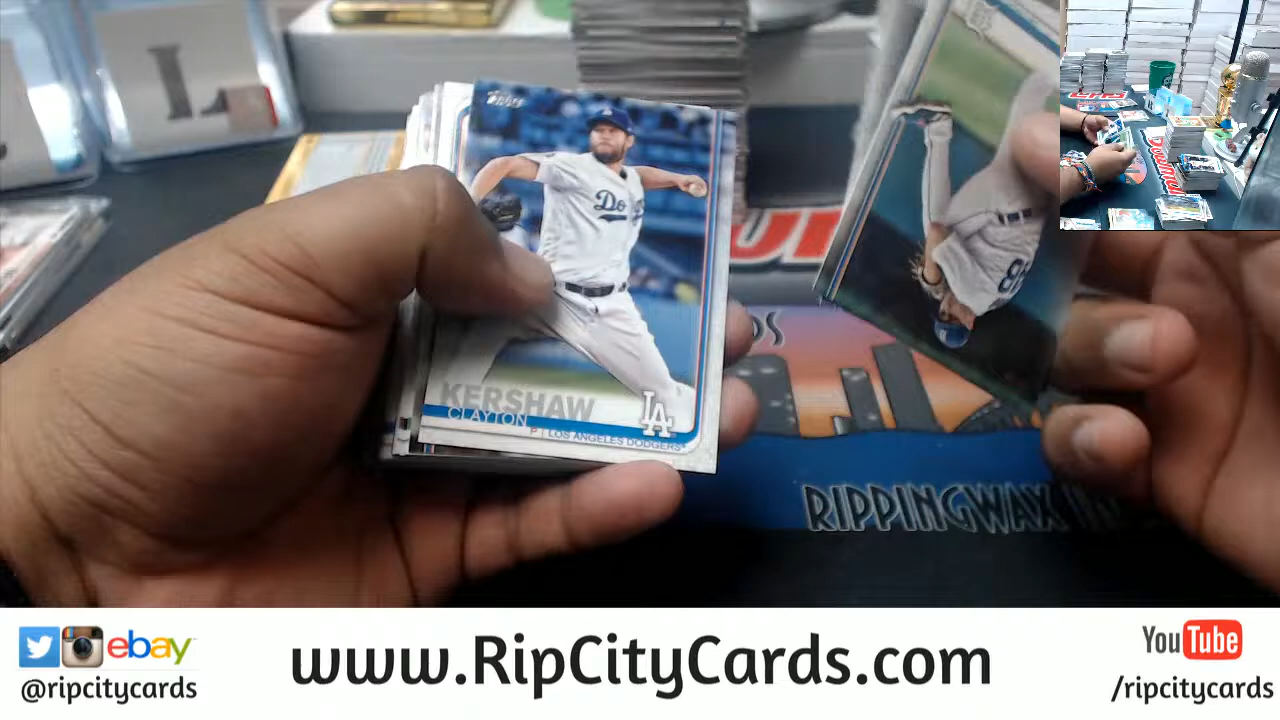 Topps
Do
KERSHAW
CLAYTON
P | LOS ANGELES DODGERS
LA
RIPPINGWAX
ebay
@ripcitycards
www.RipCityCards.com
YouTube
/ripcitycards